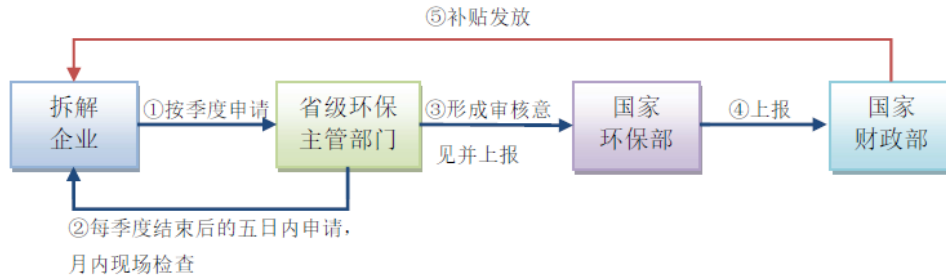 ⑤补贴发放
拆解
企业
①按季度申请
省级环保
主管部门
③形成审核意
见并上报
国家
环保部
④上报
国家
财政部
②每季度结束后的五日内申请，
月内现场检查